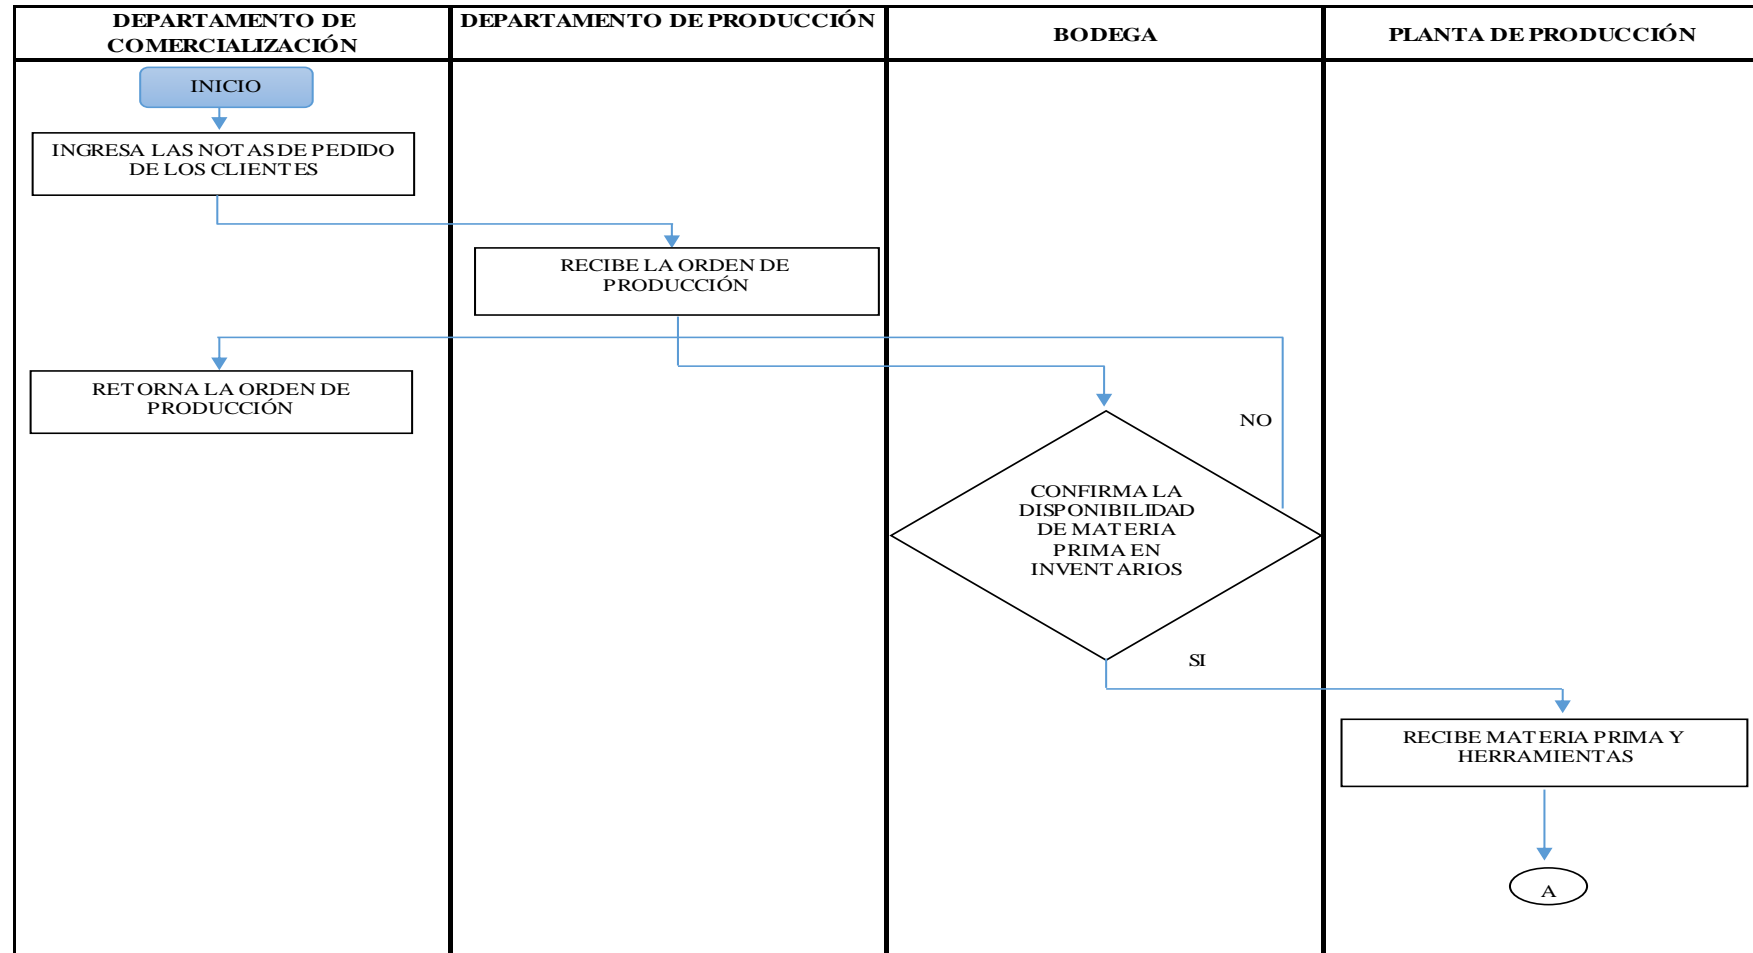 DEPARTAMENTO DE
COMERCIALIZACIÓN
DEPARTAMENTO DE PRODUCCIÓN
BODEGA
PLANTA DE PRODUCCIÓN
INICIO
INGRESA LAS NOTAS DE PEDIDO
DE LOS CLIENTES
RECIBE LA ORDEN DE
PRODUCCIÓN
RETORNA LA ORDEN DE
PRODUCCIÓN
NO
CONFIRMA LA
DISPONIBILIDAD
DE MATERIA
PRIMA EN
INVENTARIOS
SI
RECIBE MATERIA PRIMA Y
HERRAMIENTAS
A